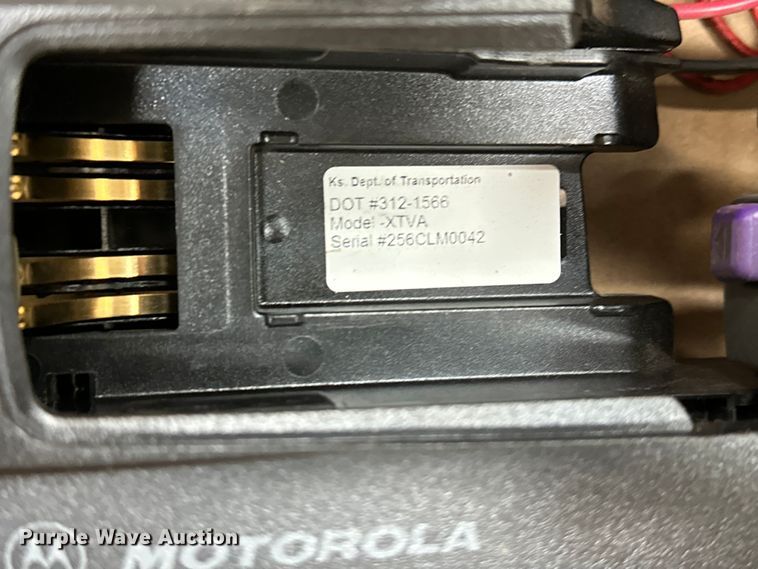 Ks. Dept. of Transportation
DOT #312-1566
Model -XTVA
Serial #256CLM0042
MOTOROLA
Purple Wave Auction